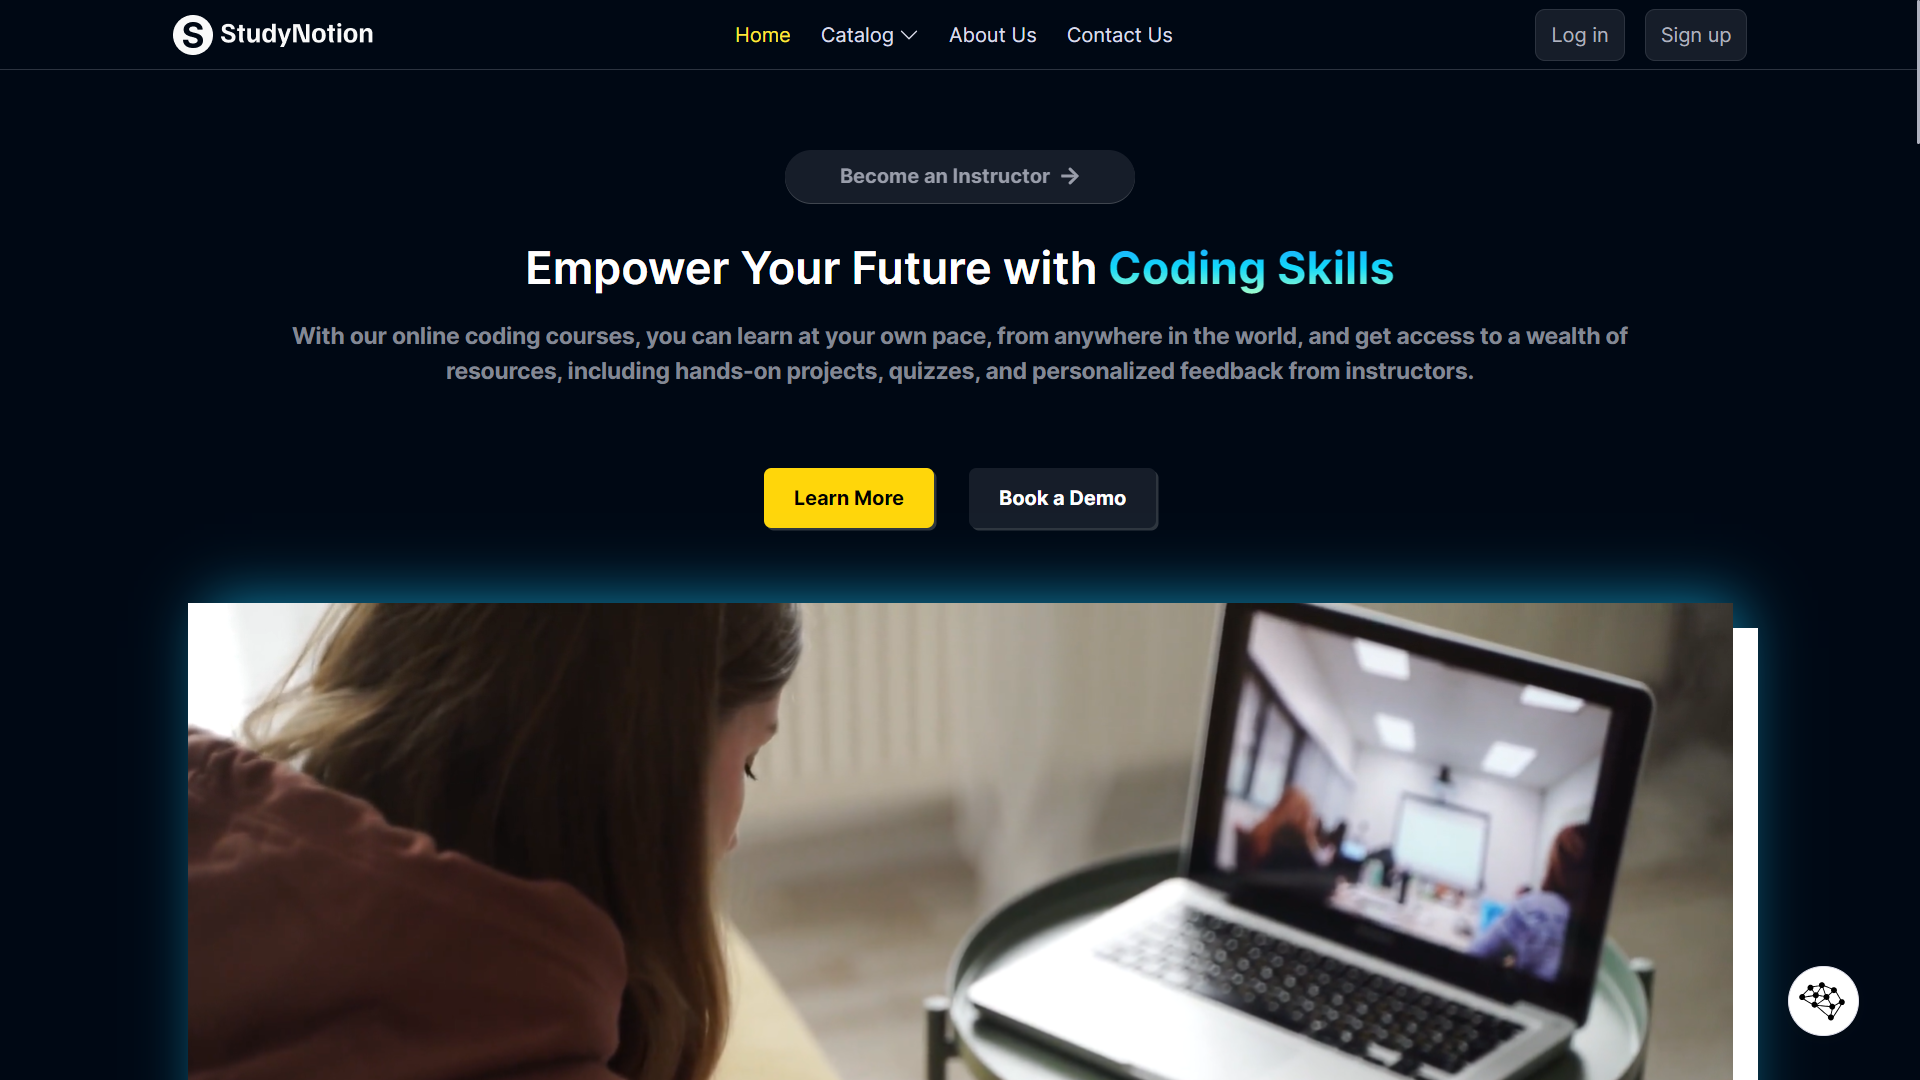 StudyNotion
Home Catalog About Us Contact Us
Log in Sign up
Become an Instructor
Empower Your Future with Coding Skills
With our online coding courses, you can learn at your own pace, from anywhere in the world, and get access to a wealth of
resources, including hands-on projects, quizzes, and personalized feedback from instructors.
Learn More Book a Demo